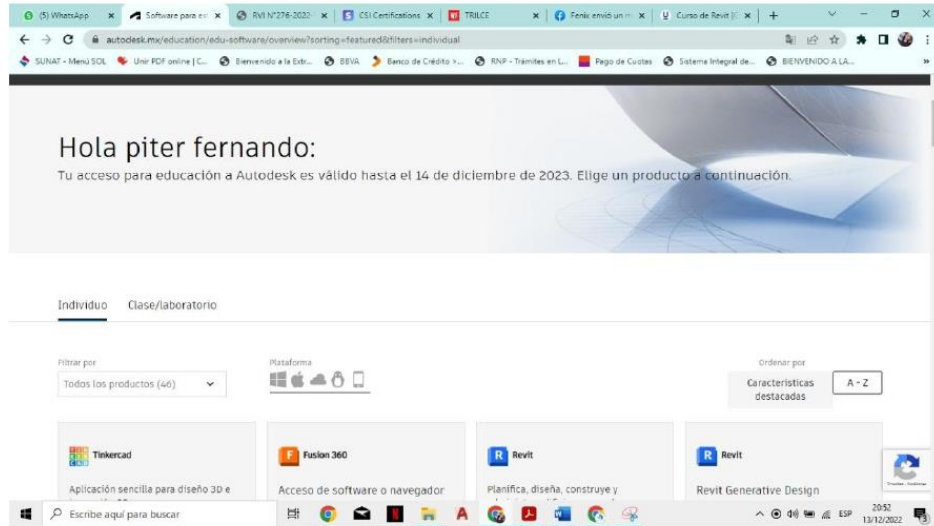 (5) WhatsApp
Software para es
RVI N°276-2022-
CSI Certifications
TRILCE
Fenix envió un m
Curso de Revit |
autodesk.mx/education/edu-software/overview?sorting=featured&filters=individual
SUNAT - Menú SOL
Unir PDF online | C...
Bienvenido a la Extr...
BBVA
Banco de Crédito >...
RNP - Trámites en L...
Pago de Cuotas
Sistema Integral de...
BIENVENIDO A LA...
Hola piter fernando:
Tu acceso para educación a Autodesk es válido hasta el 14 de diciembre de 2023. Elige un producto a continuación.
Individuo Clase/laboratorio
Filtrar por
Todos los productos (46)
Plataforma
Ordenar por
Características
destacadas
A - Z
Tinkercad
Aplicación sencilla para diseño 3D e
Fusion 360
Acceso de software o navegador
R Revit
Planifica, diseña, construye y
R Revit
Revit Generative Design
Escribe aquí para buscar
ESP
20:52
13/12/2022